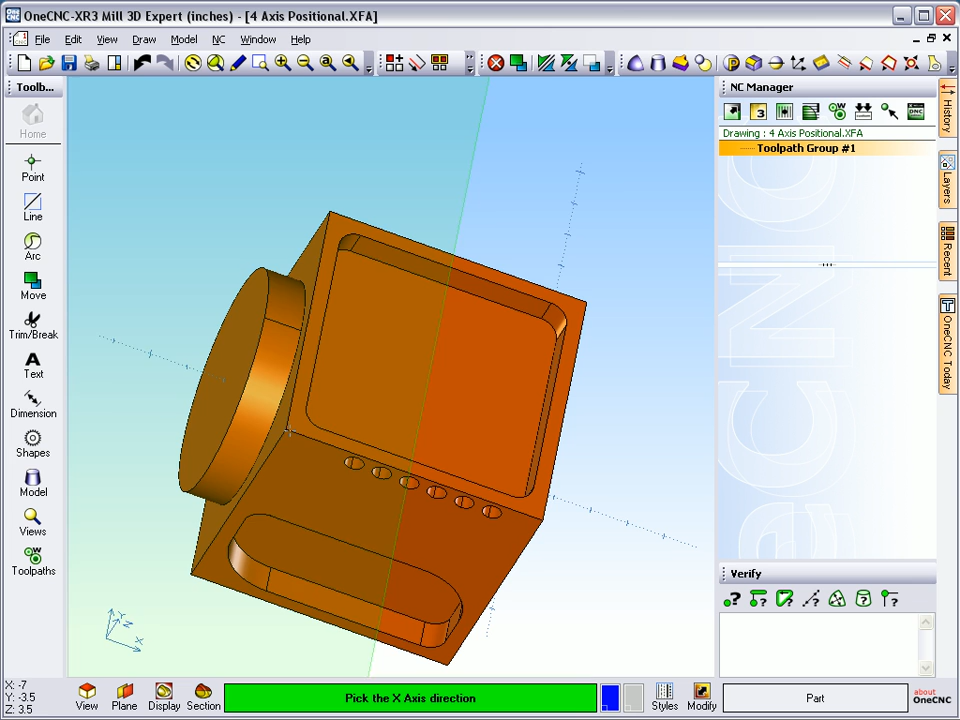 OneCNC-XR3 Mill 3D Expert (inches) - [4 Axis Positional.XFA]
File Edit View Draw Model NC Window Help
Toolb...
Home
Point
Line
Arc
Move
Trim/Break
A
Text
Dimension
Shapes
Model
Views
Toolpaths
NC Manager
Drawing : 4 Axis Positional.XFA
Toolpath Group #1
History
Layers
Recent
OneCNC Today
Verify
Y
Z
X
X: -7
Y: -3.5
Z: 3.5
View
Plane
Display
Section
Pick the X Axis direction
Styles
Modify
Part
about
OneCNC